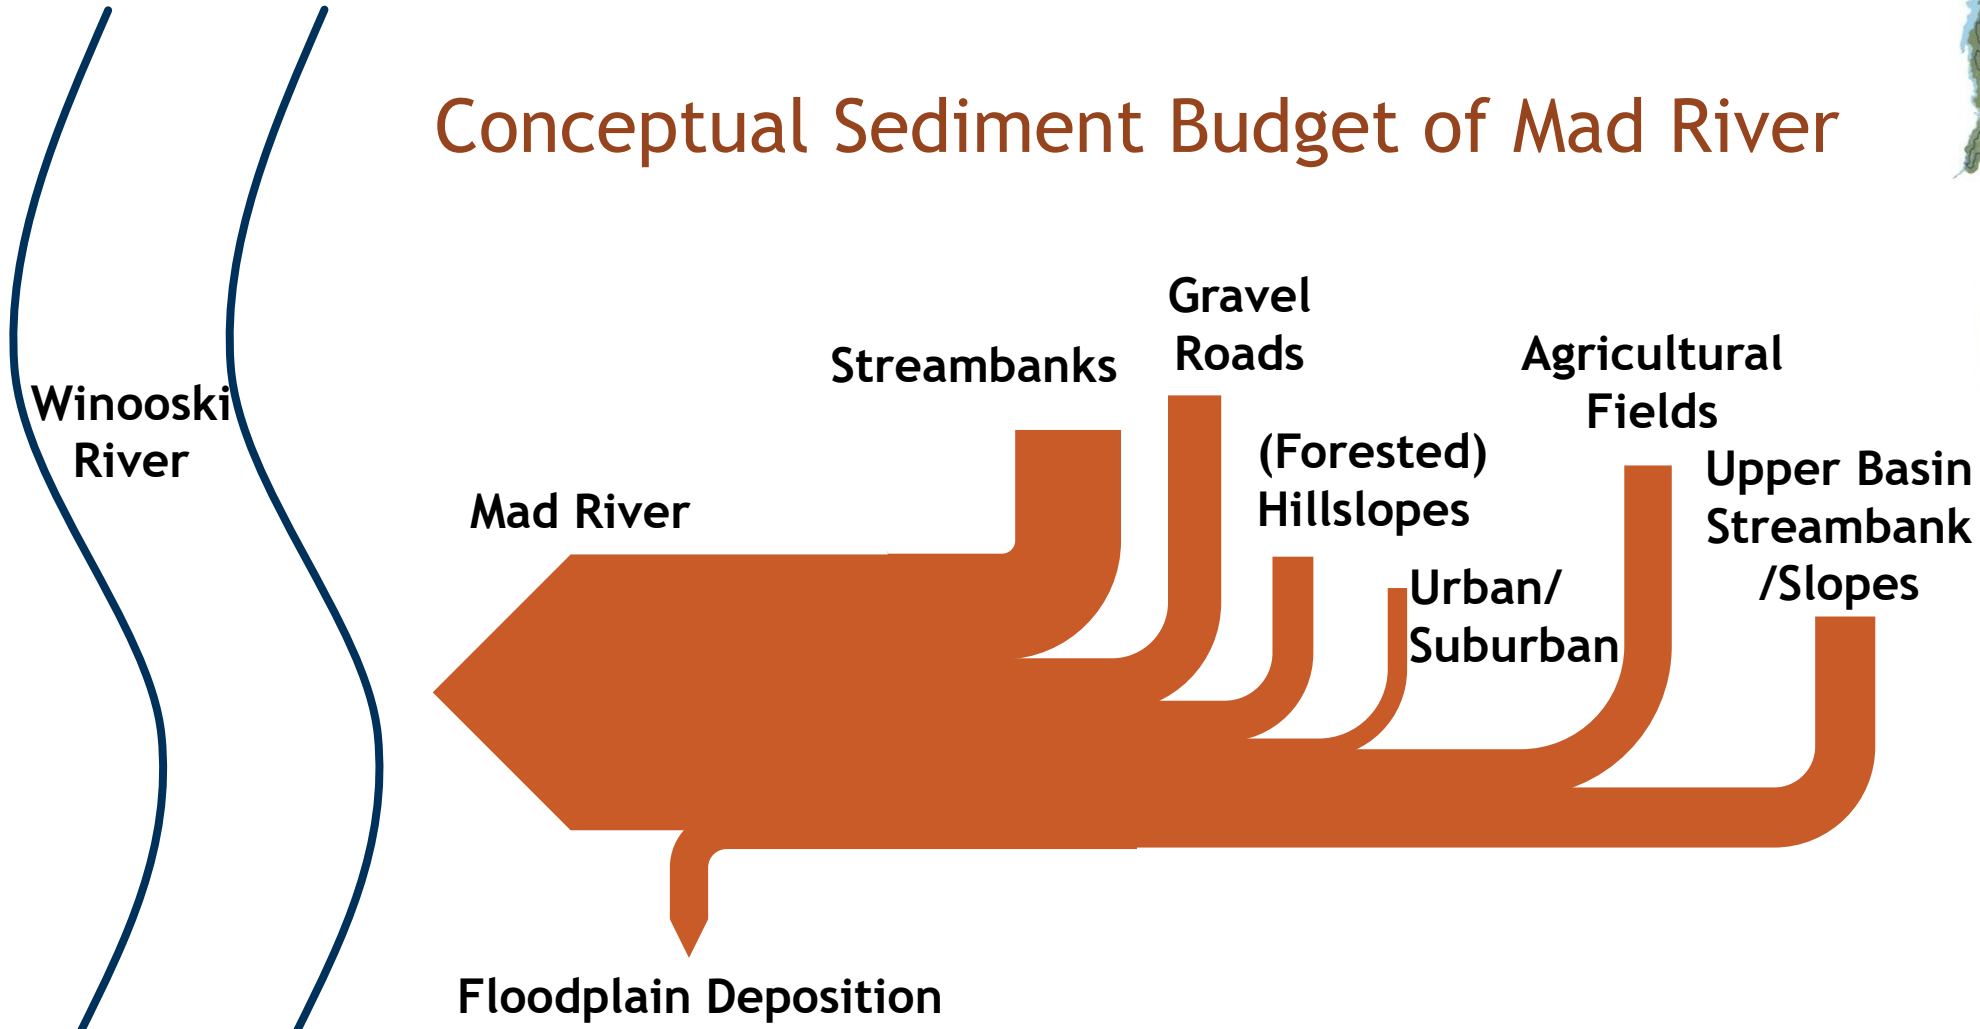 Conceptual Sediment Budget of Mad River
Winooski
River
Mad River
Streambanks
Gravel
Roads
(Forested)
Hillslopes
Urban/
Suburban
Agricultural
Fields
Upper Basin
Streambank
/Slopes
Floodplain Deposition